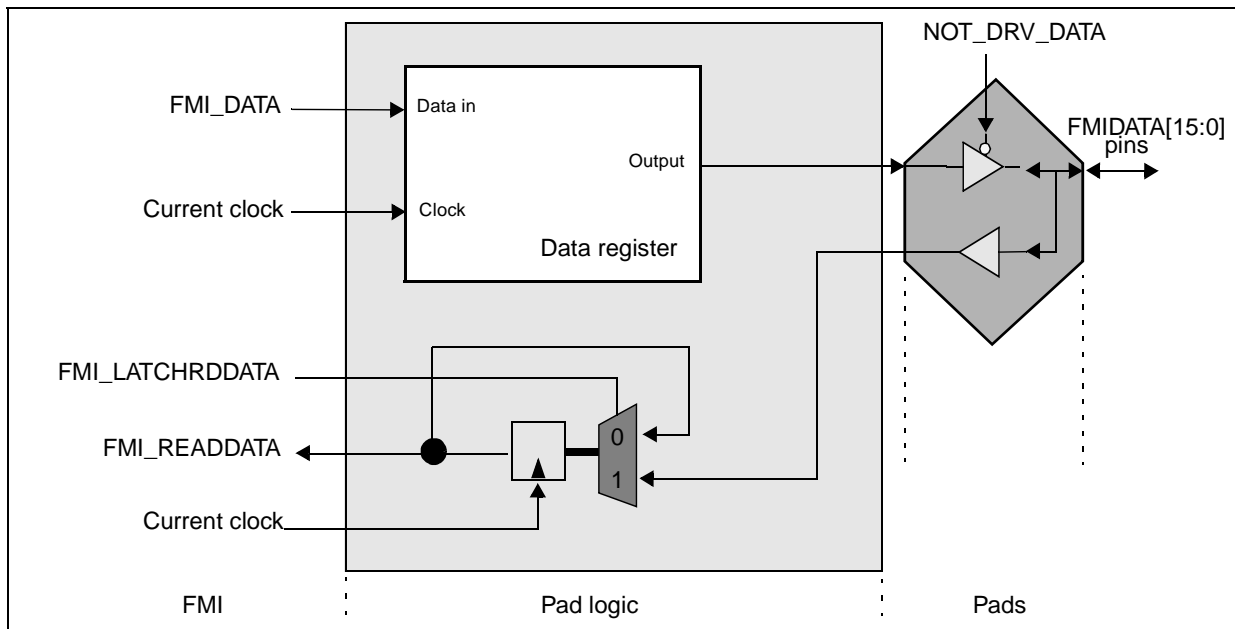 NOT_DRV_DATA
FMI_DATA
Data in
FMIDATA[15:0]
pins
Output
Current clock
Clock
Data register
FMI_LATCHRDDATA
0
FMI_READDATA
1
Current clock
FMI
Pad logic
Pads